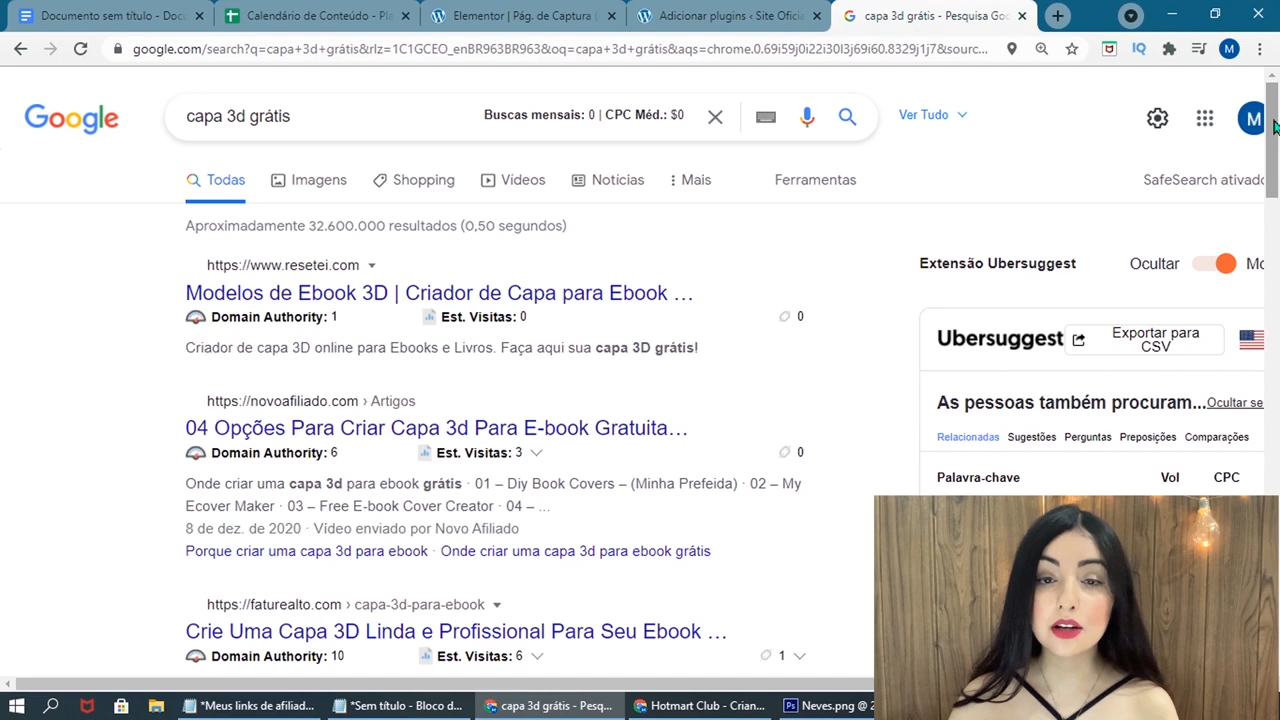 Documento sem título - Docu
Calendário de Conteúdo - Pla
Elementor | Pág. de Captura (
Adicionar plugins ‹ Site Oficia
capa 3d grátis - Pesquisa Goo
google.com/search?q=capa+3d+grátis&rlz=1C1GCEO_enBR963BR963&oq=capa+3d+grátis&aqs=chrome.0.69i59j0i22i30l3j69i60.8329j1j7&sourc...
IQ
M
Google
capa 3d grátis
Buscas mensais: 0 | CPC Méd.: $0
Ver Tudo
M
Todas
Imagens
Shopping
Vídeos
Notícias
Mais
Ferramentas
SafeSearch ativado
Aproximadamente 32.600.000 resultados (0,50 segundos)
https://www.resetei.com
Modelos de Ebook 3D | Criador de Capa para Ebook ...
Domain Authority: 1
Est. Visitas: 0
0
Criador de capa 3D online para Ebooks e Livros. Faça aqui sua capa 3D grátis!
https://novoafiliado.com › Artigos
04 Opções Para Criar Capa 3d Para E-book Gratuita...
Domain Authority: 6
Est. Visitas: 3
0
Onde criar uma capa 3d para ebook grátis · 01 – Diy Book Covers – (Minha Prefeida) · 02 – My
Ecover Maker · 03 – Free E-book Cover Creator · 04 – ...
8 de dez. de 2020 · Vídeo enviado por Novo Afiliado
Porque criar uma capa 3d para ebook · Onde criar uma capa 3d para ebook grátis
https://faturealto.com › capa-3d-para-ebook
Crie Uma Capa 3D Linda e Profissional Para Seu Ebook ...
Domain Authority: 10
Est. Visitas: 6
1
Extensão Ubersuggest
Ocultar
Mo
Ubersuggest
Exportar para
CSV
As pessoas também procuram...
Ocultar se
Relacionadas
Sugestões
Perguntas
Preposições
Comparações
Palavra-chave
Vol
CPC
*Meus links de afiliad...
*Sem título - Bloco d...
capa 3d grátis - Pesq...
Hotmart Club - Crian...
Ps
Neves.png @ 2